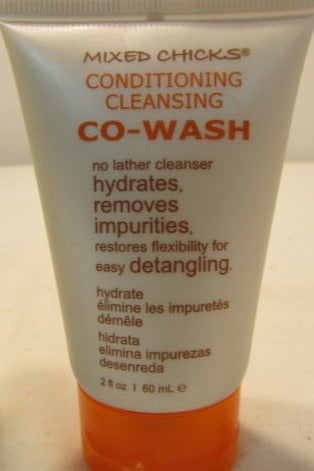 MIXED CHICKS®
CONDITIONING
CLEANSING
CO-WASH
no lather cleanser
hydrates,
removes
impurities,
restores flexibility for
easy detangling.
hydrate
élimine les impuretés
démêle
hidrata
elimina impurezas
desenreda
2 fl oz I 60 mL e